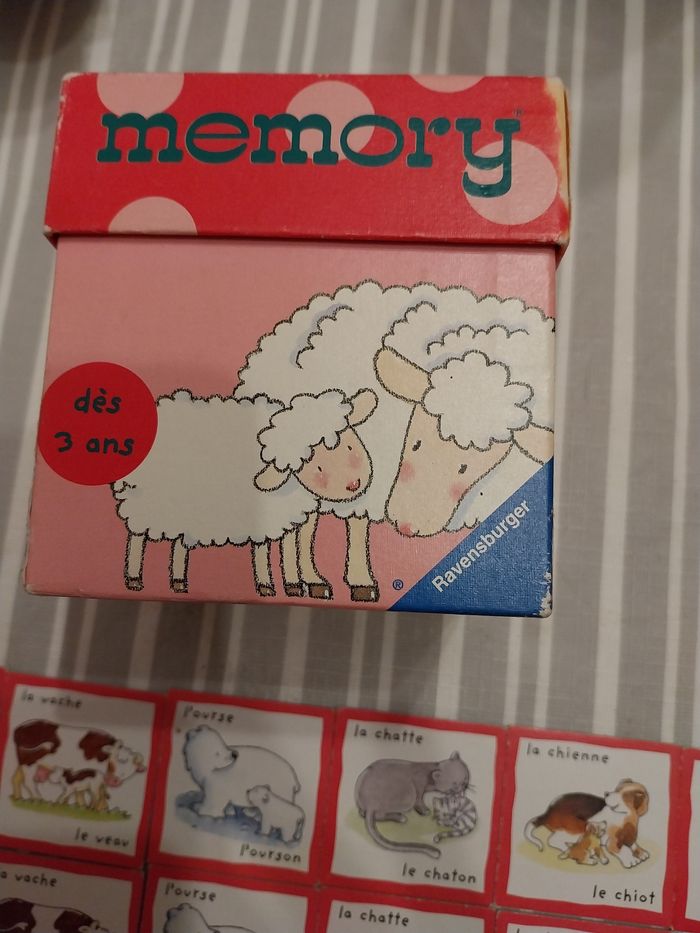 memory
dès
3 ans
®
Ravensburger
la vache
le veau
l'ourse
l'ourson
la chatte
le chaton
la chienne
le chiot
a vache
l'ourse
la chatte